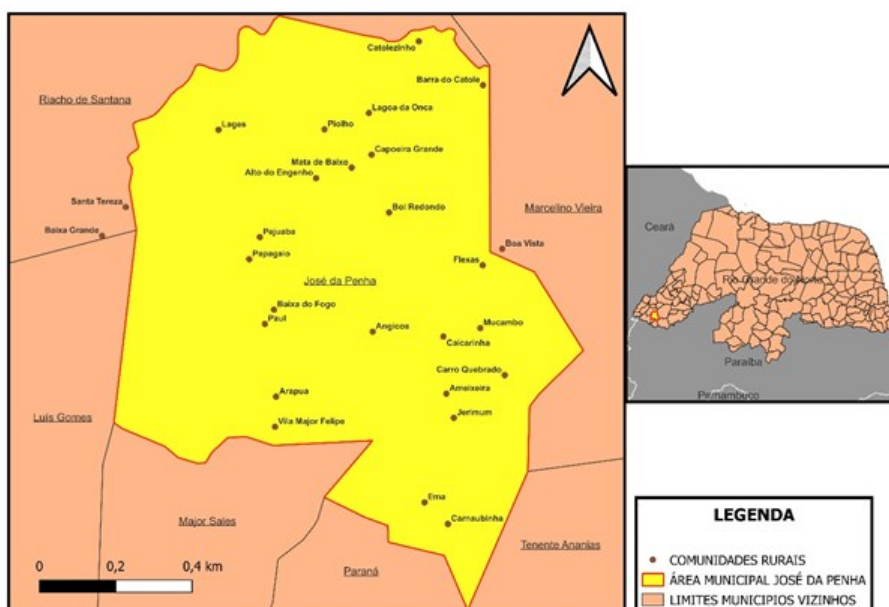 Catolezinho
Barra do Catole
Riacho de Santana
Lagoa da Onca
Lagas
Piolho
Capoeira Grande
Mata de Baixo
Alto do Engenho
Santa Tereza
Boi Redondo
Marcelino Vieira
Baixa Grande
Pajuaba
Boa Vista
Papagaio
Flexas
José da Penha
Baixa do Fogo
Paul
Angicos
Mucambo
Caicarinha
Carro Quebrado
Arapua
Ameixeira
Luís Gomes
Jerimum
Vila Major Felipe
Ema
Major Sales
Carnaubinha
Tenente Ananias
Paraná
0 0,2 0,4 km
Ceará
Rio Grande do Norte
Paraíba
Pernambuco
LEGENDA
COMUNIDADES RURAIS
ÁREA MUNICIPAL JOSÉ DA PENHA
LIMITES MUNICIPIOS VIZINHOS